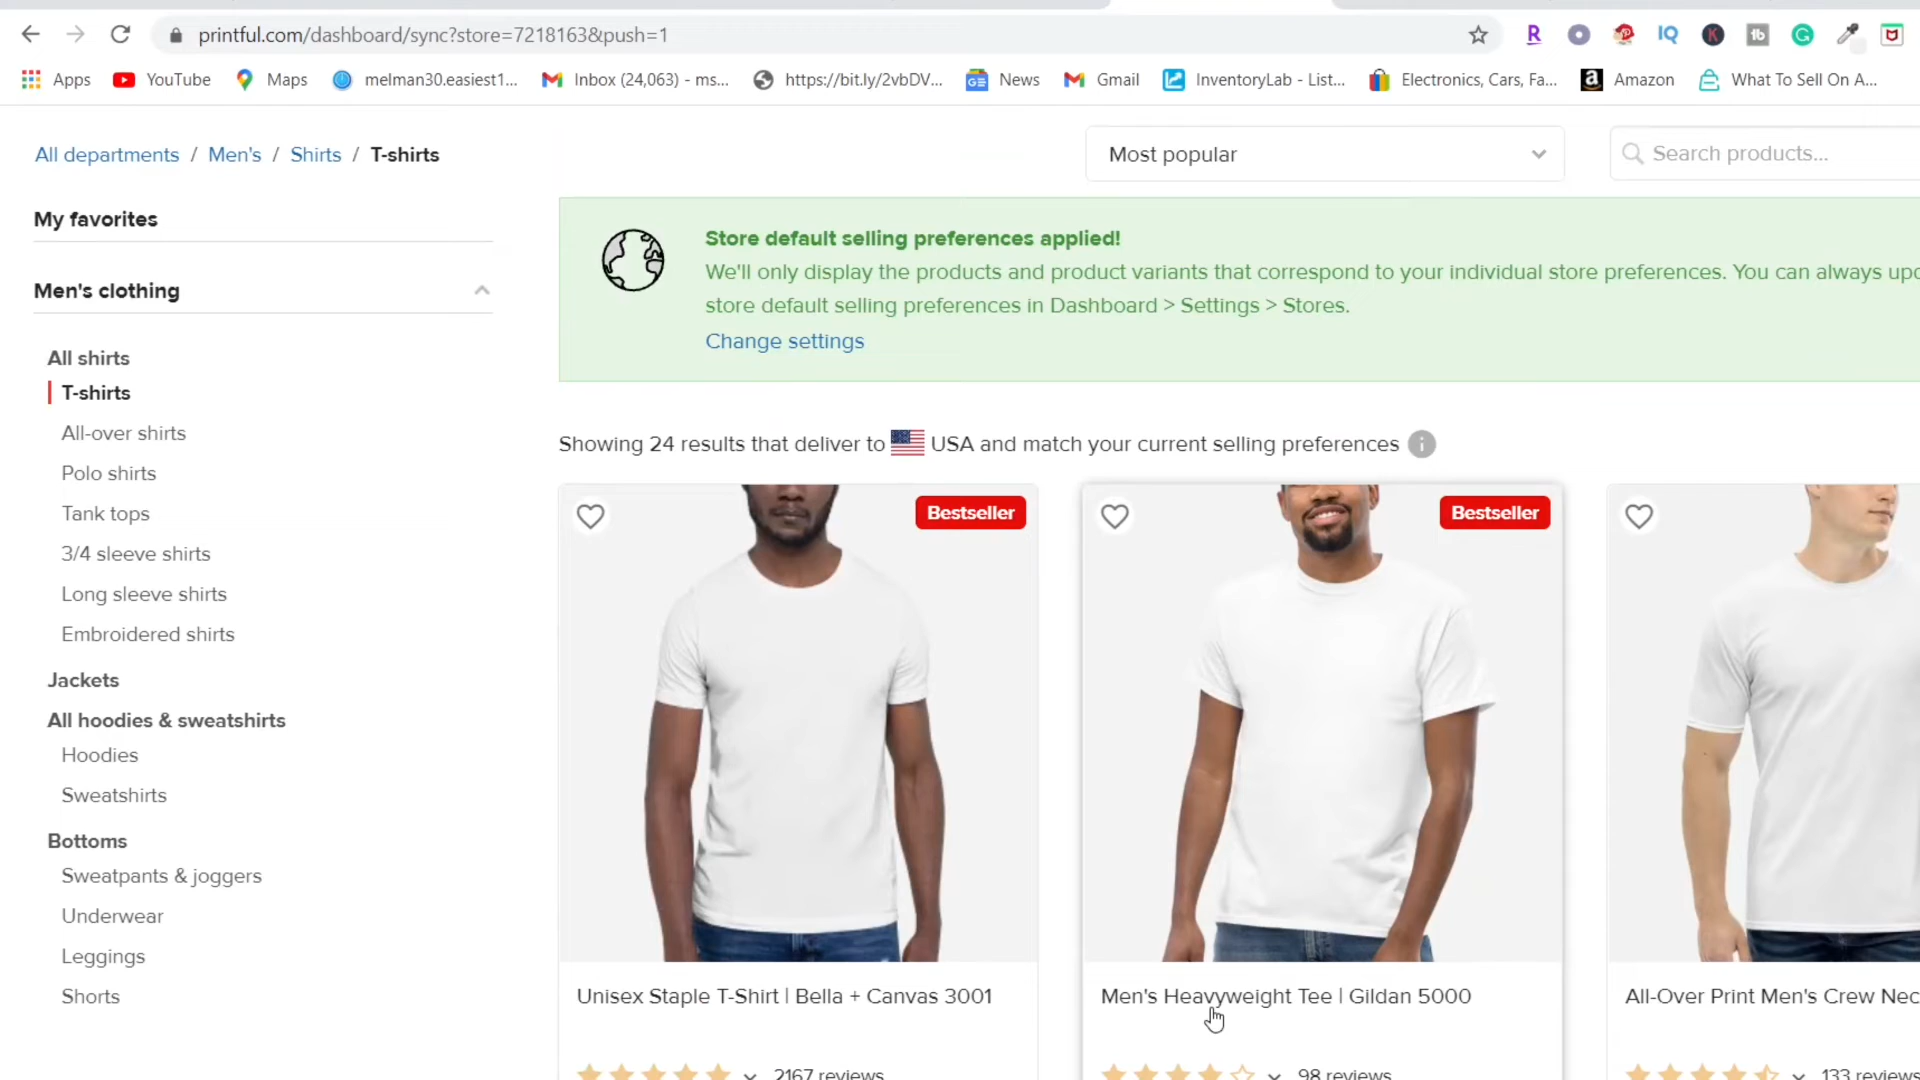 printful.com/dashboard/sync?store=7218163&push=1
Apps YouTube Maps melman30.easiest1... Inbox (24,063) - ms... https://bit.ly/2vbDV... News Gmail InventoryLab - List... Electronics, Cars, Fa... Amazon What To Sell On A...
All departments / Men's / Shirts / T-shirts
Most popular
Search products...
My favorites
Men's clothing
All shirts
T-shirts
All-over shirts
Polo shirts
Tank tops
3/4 sleeve shirts
Long sleeve shirts
Embroidered shirts
Jackets
All hoodies & sweatshirts
Hoodies
Sweatshirts
Bottoms
Sweatpants & joggers
Underwear
Leggings
Shorts
Store default selling preferences applied!
We'll only display the products and product variants that correspond to your individual store preferences. You can always upd
store default selling preferences in Dashboard > Settings > Stores.
Change settings
Showing 24 results that deliver to USA and match your current selling preferences
Bestseller
Unisex Staple T-Shirt | Bella + Canvas 3001
2167 reviews
Bestseller
Men's Heavyweight Tee | Gildan 5000
98 reviews
All-Over Print Men's Crew Nec
133 reviews